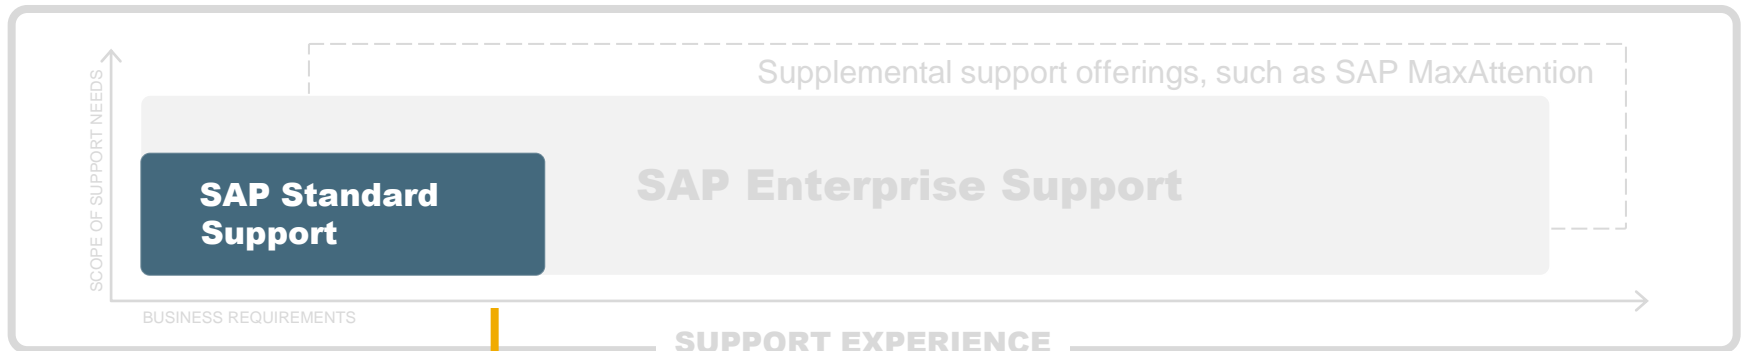 Supplemental support offerings, such as SAP MaxAttention
SCOPE OF SUPPORT NEEDS
SAP Standard
Support
SAP Enterprise Support
BUSINESS REQUIREMENTS
SUPPORT EXPERIENCE